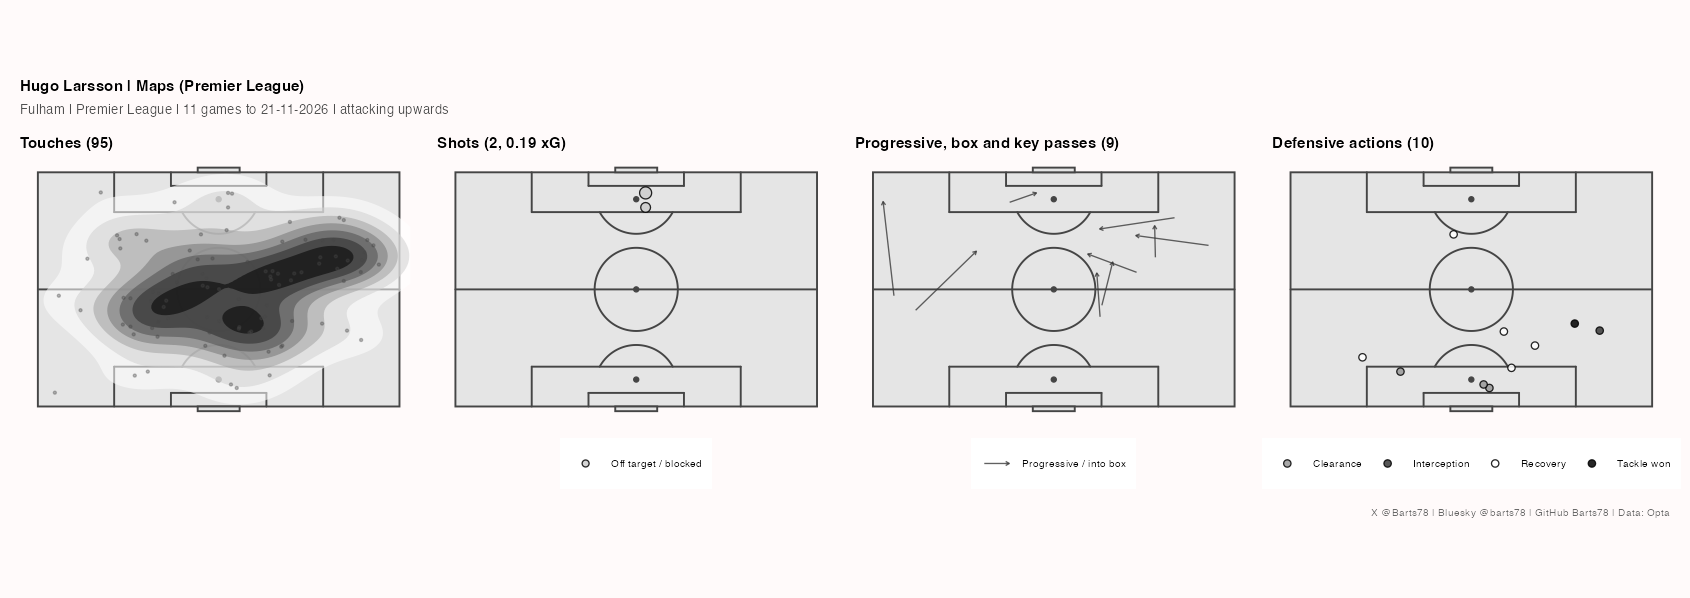 Hugo Larsson | Maps (Premier League)
Fulham | Premier League | 11 games to 21-11-2026 | attacking upwards
Touches (95)
Shots (2, 0.19 xG)
Progressive, box and key passes (9)
Defensive actions (10)
Off target / blocked
Progressive / into box
Clearance
Interception
Recovery
Tackle won
X @Barts78 | Bluesky @barts78 | GitHub Barts78 | Data: Opta